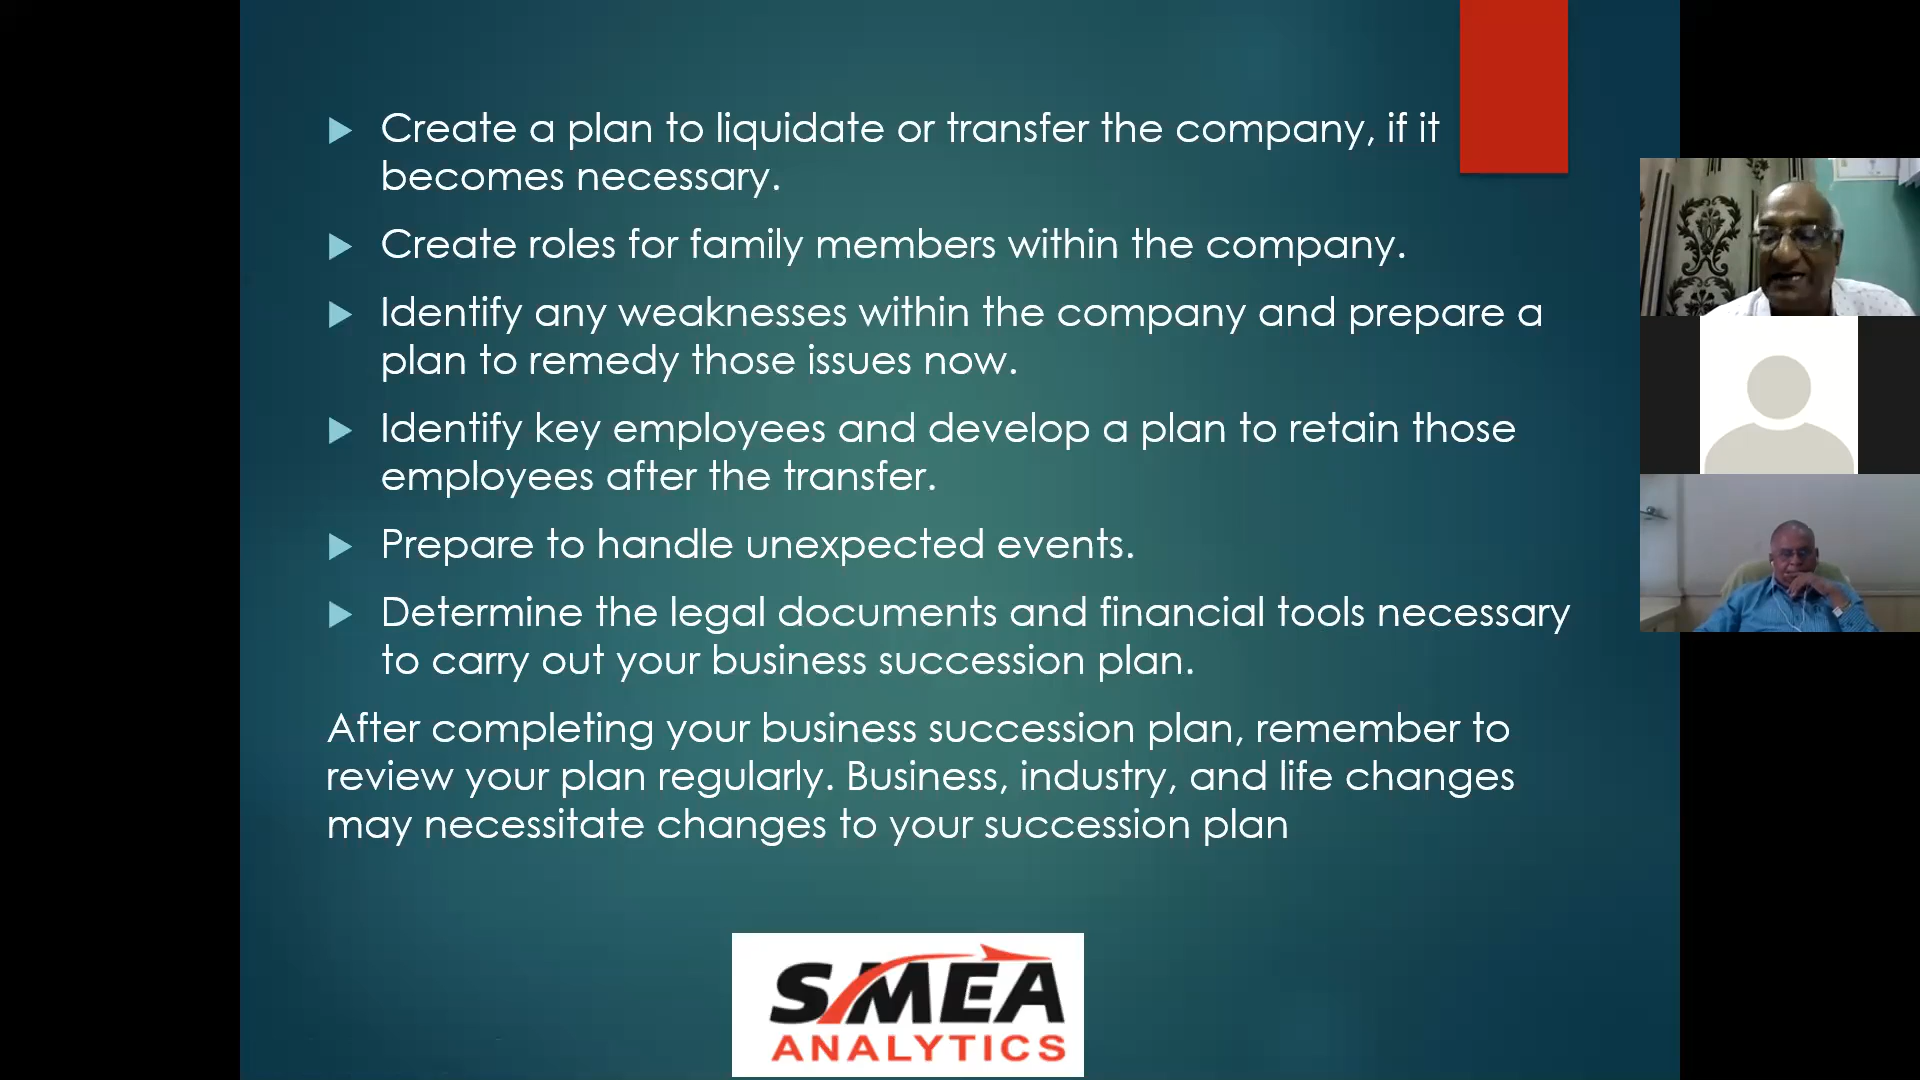 Create a plan to liquidate or transfer the company, if it
becomes necessary.
Create roles for family members within the company.
Identify any weaknesses within the company and prepare a
plan to remedy those issues now.
Identify key employees and develop a plan to retain those
employees after the transfer.
Prepare to handle unexpected events.
Determine the legal documents and financial tools necessary
to carry out your business succession plan.
After completing your business succession plan, remember to
review your plan regularly. Business, industry, and life changes
may necessitate changes to your succession plan
SMEA
ANALYTICS